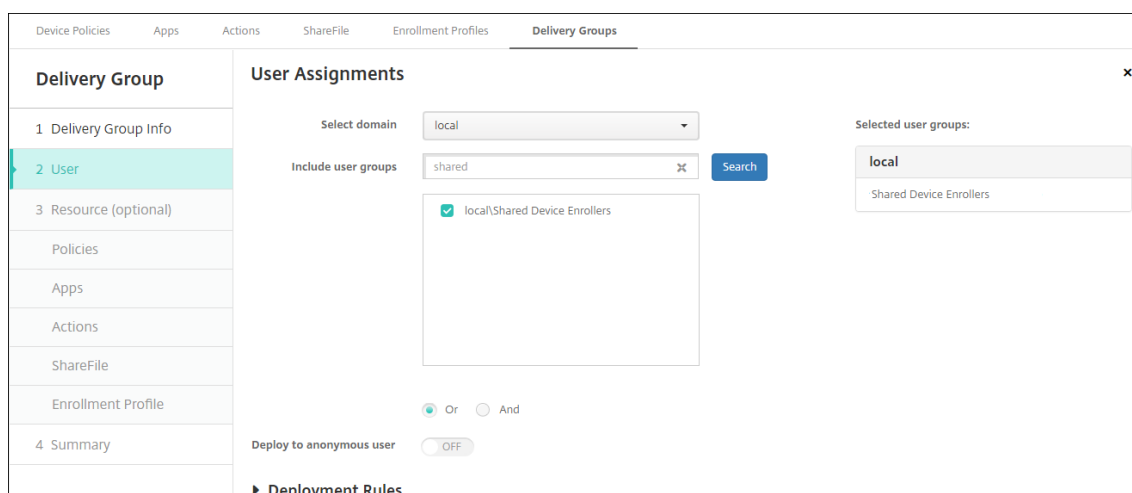 Device Policies Apps Actions ShareFile Enrollment Profiles Delivery Groups
Delivery Group
1 Delivery Group Info
2 User
3 Resource (optional)
Policies
Apps
Actions
ShareFile
Enrollment Profile
4 Summary
User Assignments
×
Select domain local
Include user groups shared Search
local\Shared Device Enrollers
Or And
Deploy to anonymous user OFF
Deployment Rules
Selected user groups:
local
Shared Device Enrollers